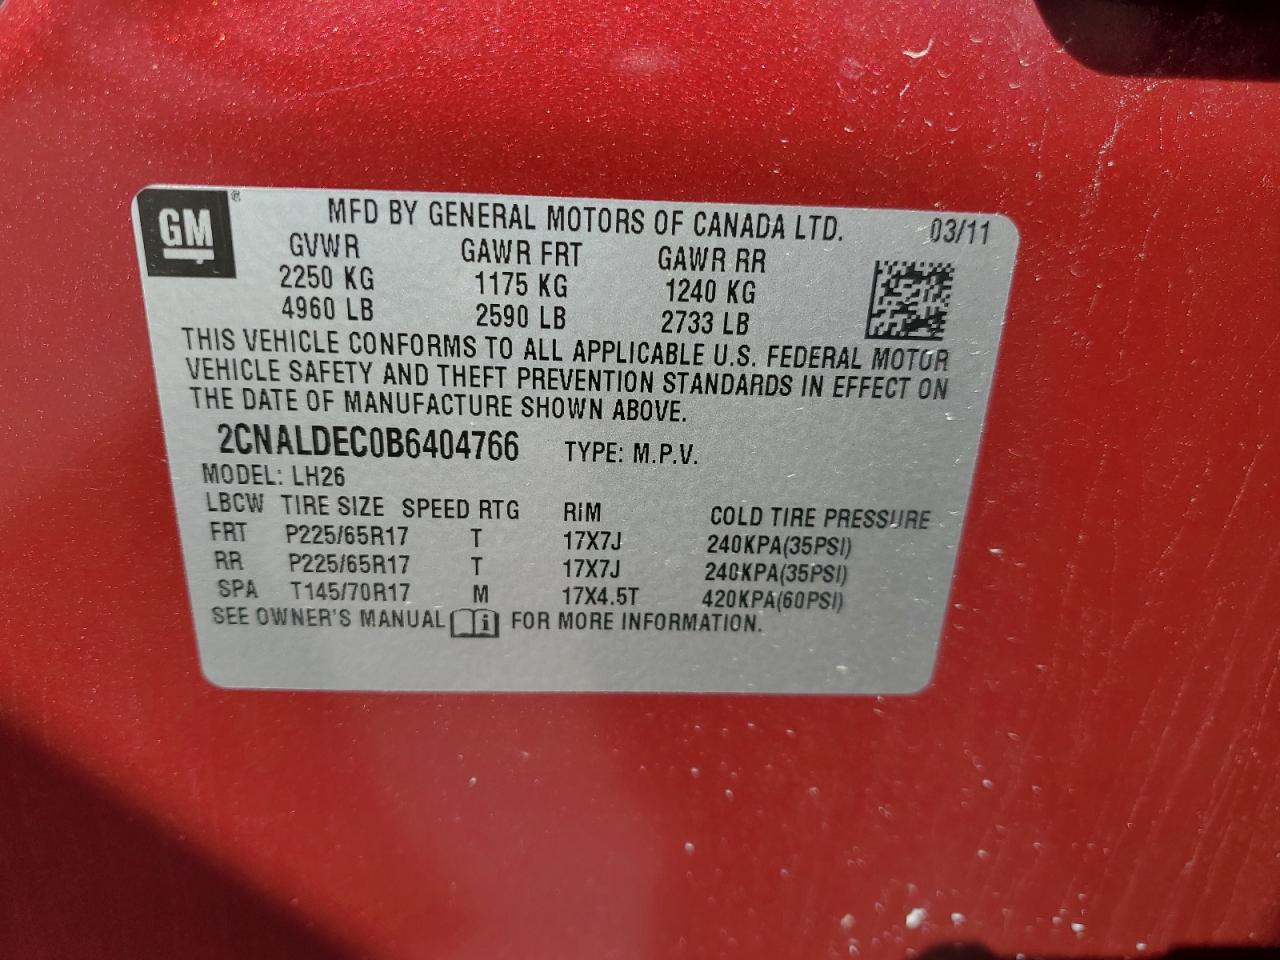 GM ® MFD BY GENERAL MOTORS OF CANADA LTD. 03/11
GVWR GAWR FRT GAWR RR
2250 KG 1175 KG 1240 KG
4960 LB 2590 LB 2733 LB
THIS VEHICLE CONFORMS TO ALL APPLICABLE U.S. FEDERAL MOTOR
VEHICLE SAFETY AND THEFT PREVENTION STANDARDS IN EFFECT ON
THE DATE OF MANUFACTURE SHOWN ABOVE.
2CNALDEC0B6404766 TYPE: M.P.V.
MODEL: LH26
LBCW TIRE SIZE SPEED RTG RIM COLD TIRE PRESSURE
FRT P225/65R17 T 17X7J 240KPA(35PSI)
RR P225/65R17 T 17X7J 240KPA(35PSI)
SPA T145/70R17 M 17X4.5T 420KPA(60PSI)
SEE OWNER'S MANUAL i FOR MORE INFORMATION.